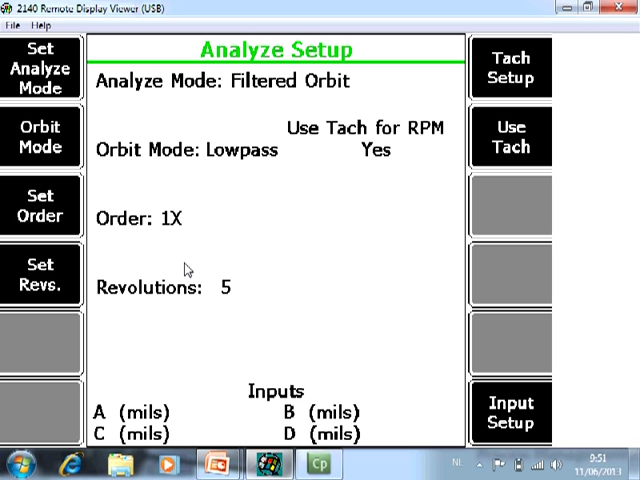 2140 Remote Display Viewer (USB)
File Help
Set
Analyze
Mode
Orbit
Mode
Set
Order
Set
Revs.
Analyze Setup
Analyze Mode: Filtered Orbit
Use Tach for RPM
Orbit Mode: Lowpass Yes
Order: 1X
Revolutions: 5
Inputs
A (mils) B (mils)
C (mils) D (mils)
Tach
Setup
Use
Tach
Input
Setup
Cp
NL
9:51
11/06/2013